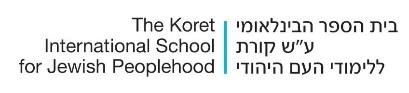 The Koret
International School
for Jewish Peoplehood
בית הספר הבינלאומי
ע״ש קורת
ללימודי העם היהודי